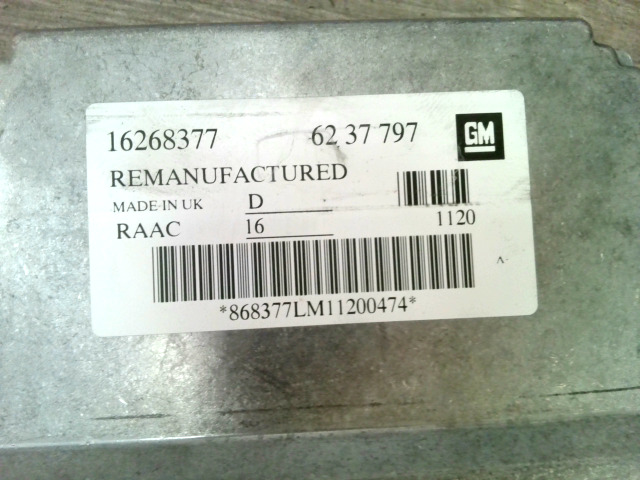 16268377 62 37 797 GM
REMANUFACTURED
MADE-IN UK D
RAAC 16 1120
*868377LM11200474*